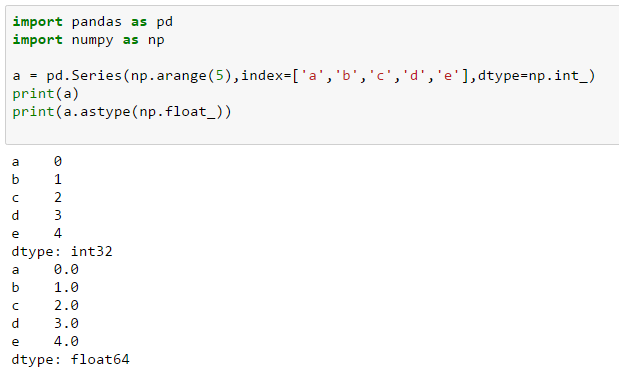 import pandas as pd
import numpy as np
a = pd.Series(np.arange(5),index=['a','b','c','d','e'],dtype=np.int_)
print(a)
print(a.astype(np.float_))
a    0
b    1
c    2
d    3
e    4
dtype: int32
a    0.0
b    1.0
c    2.0
d    3.0
e    4.0
dtype: float64